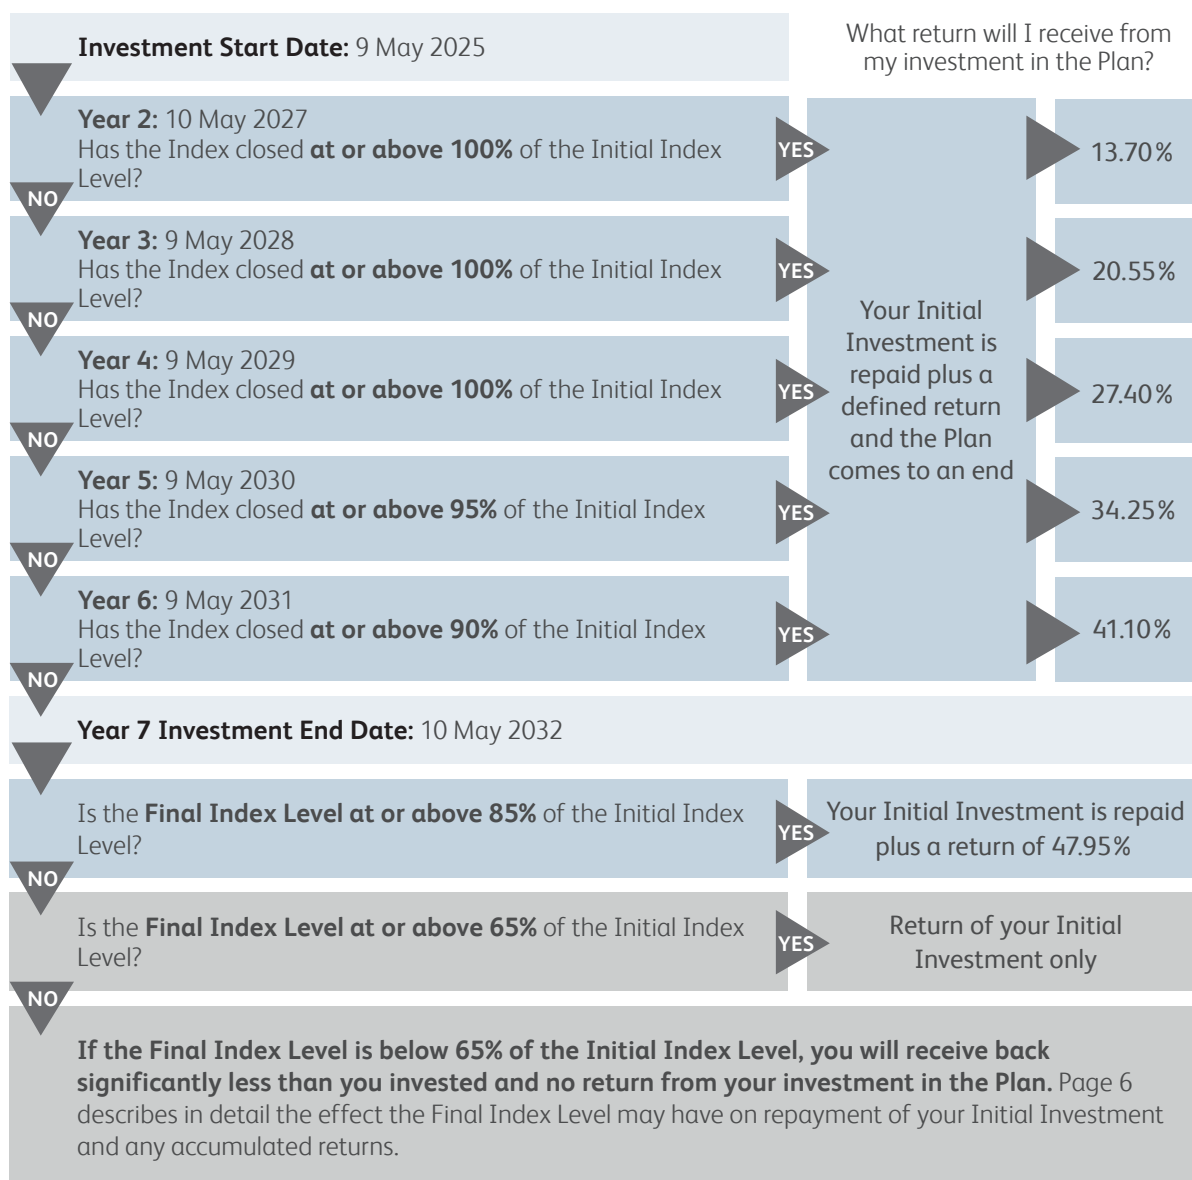 Investment Start Date: 9 May 2025
What return will I receive from
my investment in the Plan?
Year 2: 10 May 2027
Has the Index closed at or above 100% of the Initial Index
Level?
YES
13.70%
NO
Year 3: 9 May 2028
Has the Index closed at or above 100% of the Initial Index
Level?
YES
20.55%
NO
Year 4: 9 May 2029
Has the Index closed at or above 100% of the Initial Index
Level?
YES
27.40%
NO
Year 5: 9 May 2030
Has the Index closed at or above 95% of the Initial Index
Level?
YES
34.25%
NO
Year 6: 9 May 2031
Has the Index closed at or above 90% of the Initial Index
Level?
YES
41.10%
NO
Your Initial
Investment is
repaid plus a
defined return
and the Plan
comes to an end
Year 7 Investment End Date: 10 May 2032
Is the Final Index Level at or above 85% of the Initial Index
Level?
YES
Your Initial Investment is repaid
plus a return of 47.95%
NO
Is the Final Index Level at or above 65% of the Initial Index
Level?
YES
Return of your Initial
Investment only
NO
If the Final Index Level is below 65% of the Initial Index Level, you will receive back
significantly less than you invested and no return from your investment in the Plan. Page 6
describes in detail the effect the Final Index Level may have on repayment of your Initial Investment
and any accumulated returns.